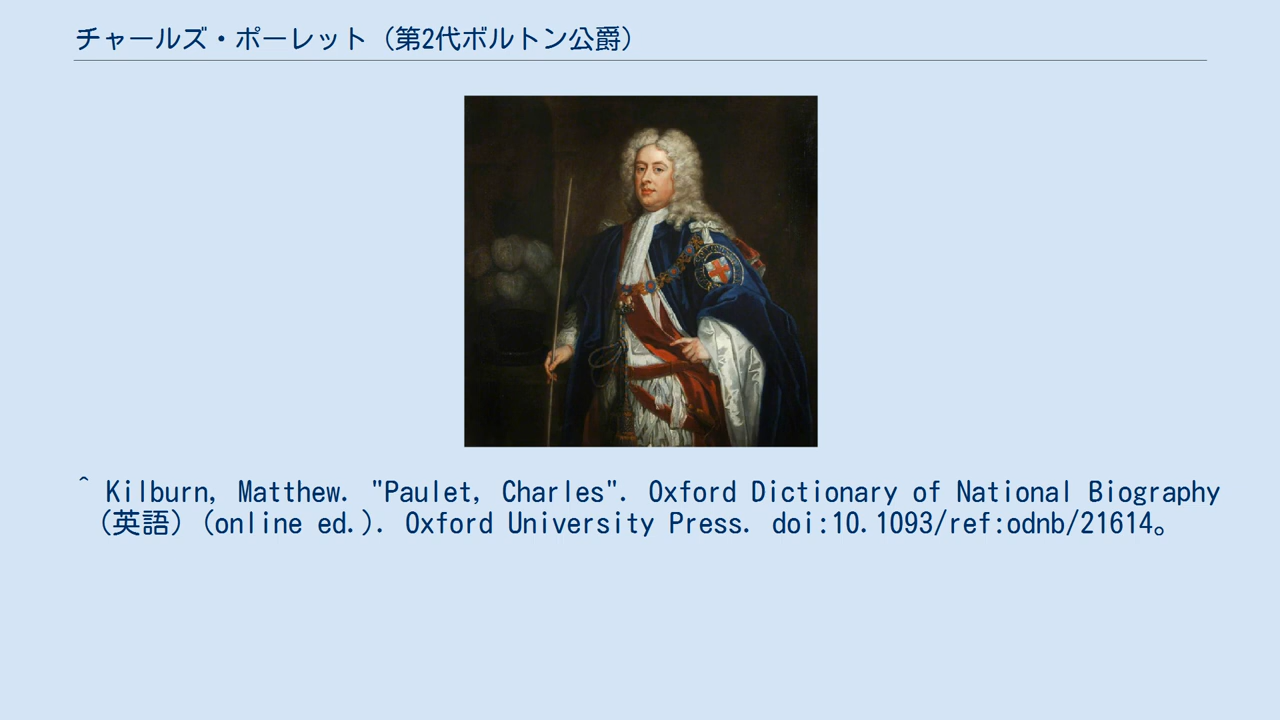 チャールズ・ポーレット（第2代ボルトン公爵）
^ Kilburn, Matthew. "Paulet, Charles". Oxford Dictionary of National Biography
（英語）(online ed.). Oxford University Press. doi:10.1093/ref:odnb/21614。